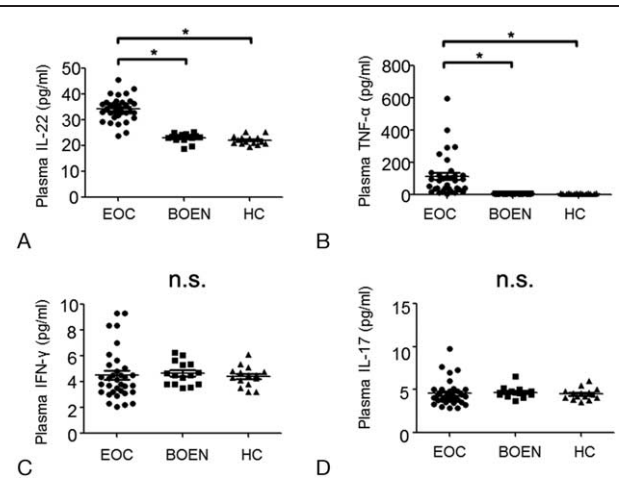 *
*
Plasma IL-22 (pg/ml)
50
40
30
20
10
0
EOC BOEN HC
A
*
*
Plasma TNF-α (pg/ml)
800
600
400
200
0
EOC BOEN HC
B
n.s.
Plasma IFN-γ (pg/ml)
10
8
6
4
2
0
EOC BOEN HC
C
n.s.
Plasma IL-17 (pg/ml)
15
10
5
0
EOC BOEN HC
D